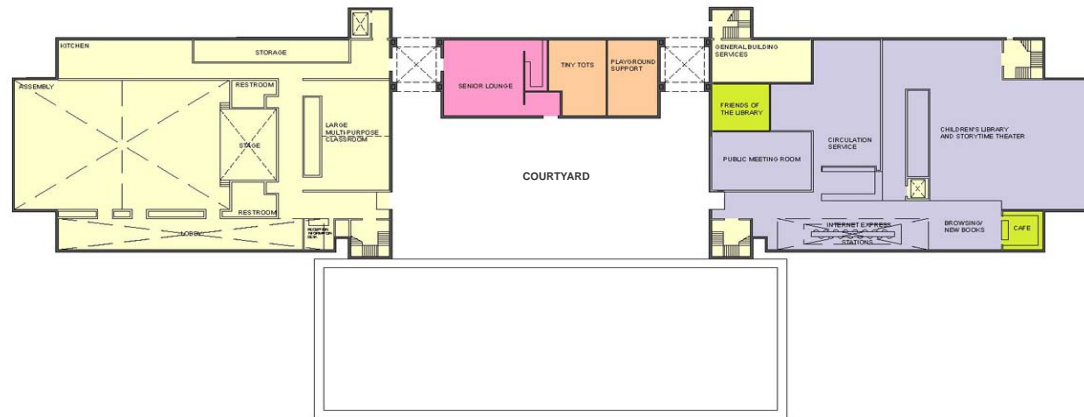 KITCHEN
STORAGE
GENERAL BUILDING
SERVICES
ASSEMBLY
RESTROOM
SENIOR LOUNGE
TINY TOTS
PLAYGROUND
SUPPORT
FRIENDS OF
THE LIBRARY
LARGE
MULTI-PURPOSE
CLASSROOM
STAGE
CIRCULATION
SERVICE
CHILDREN'S LIBRARY
AND STORYTIME THEATER
PUBLIC MEETING ROOM
COURTYARD
RESTROOM
LOBBY
INTERNET EXPRESS
STATIONS
BROWSING/
NEW BOOKS
CAFE